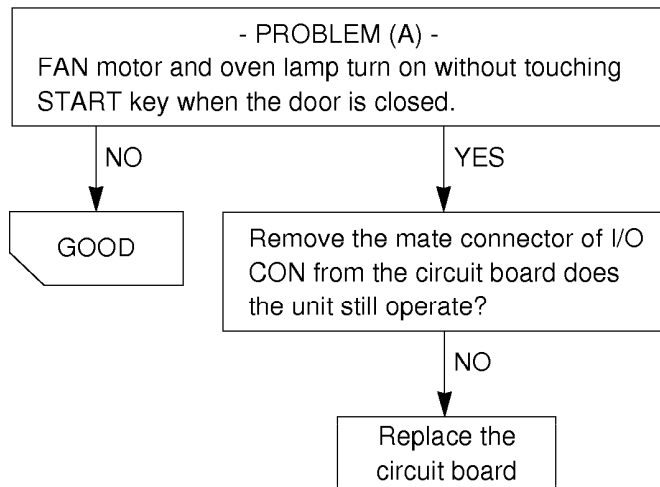 - PROBLEM (A) -
FAN motor and oven lamp turn on without touching
START key when the door is closed.
NO
YES
GOOD
Remove the mate connector of I/O
CON from the circuit board does
the unit still operate?
NO
Replace the
circuit board